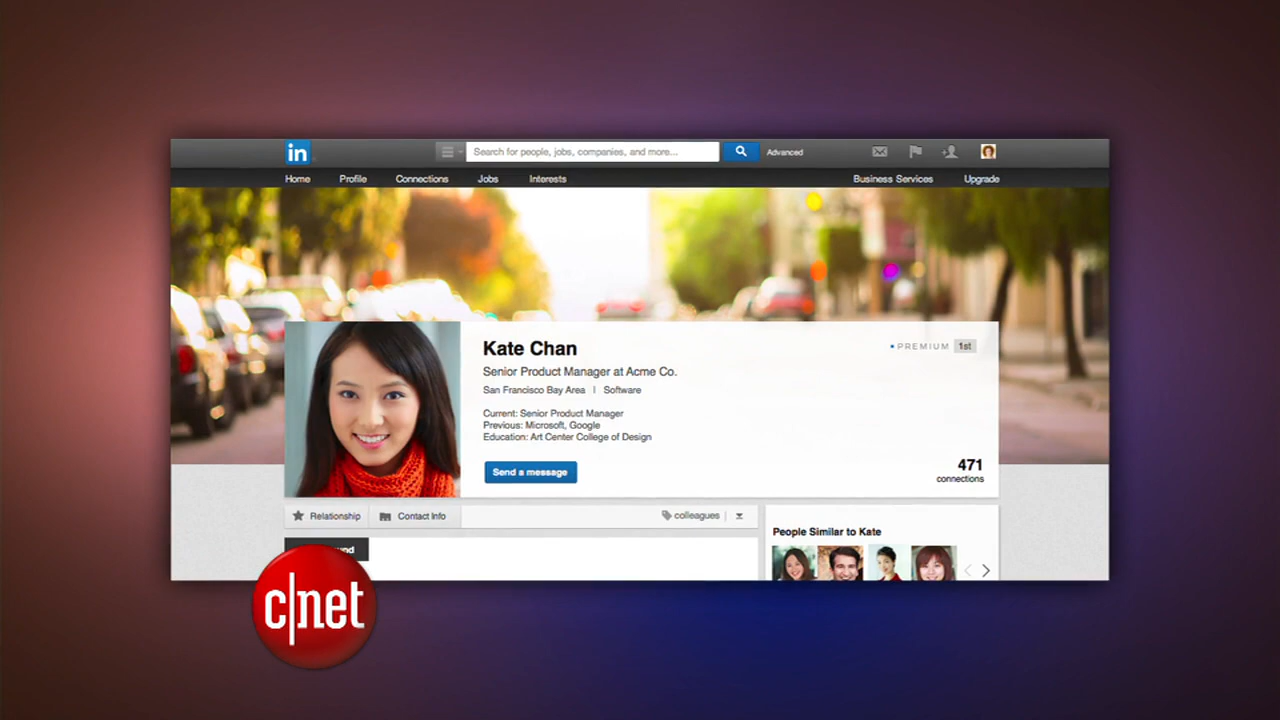 in
Search for people, jobs, companies, and more...
Advanced
Home Profile Connections Jobs Interests Business Services Upgrade
Kate Chan
PREMIUM 1st
Senior Product Manager at Acme Co.
San Francisco Bay Area | Software
Current: Senior Product Manager
Previous: Microsoft, Google
Education: Art Center College of Design
Send a message
471
connections
Relationship Contact Info colleagues
People Similar to Kate
c|net